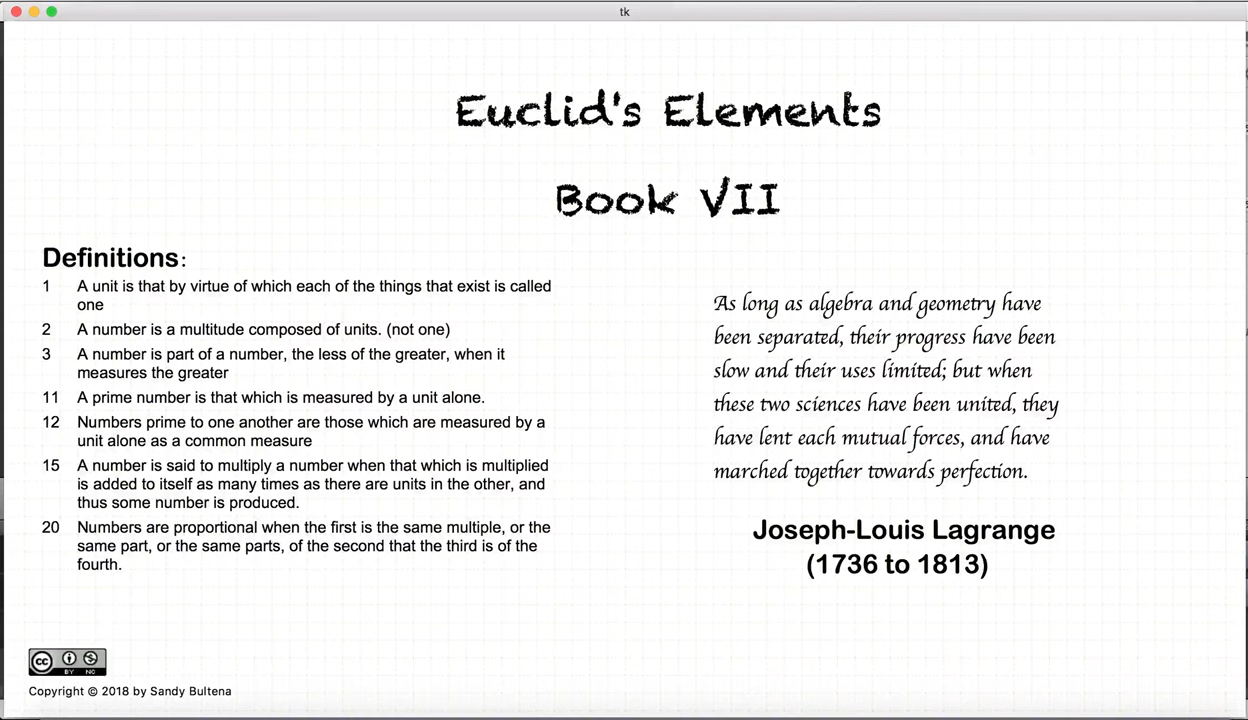 tk
Euclid's Elements
Book VII
Definitions:
1 A unit is that by virtue of which each of the things that exist is called
one
2 A number is a multitude composed of units. (not one)
3 A number is part of a number, the less of the greater, when it
measures the greater
11 A prime number is that which is measured by a unit alone.
12 Numbers prime to one another are those which are measured by a
unit alone as a common measure
15 A number is said to multiply a number when that which is multiplied
is added to itself as many times as there are units in the other, and
thus some number is produced.
20 Numbers are proportional when the first is the same multiple, or the
same part, or the same parts, of the second that the third is of the
fourth.
As long as algebra and geometry have
been separated, their progress have been
slow and their uses limited; but when
these two sciences have been united, they
have lent each mutual forces, and have
marched together towards perfection.
Joseph-Louis Lagrange
(1736 to 1813)
cc
BY NC
Copyright © 2018 by Sandy Bultena